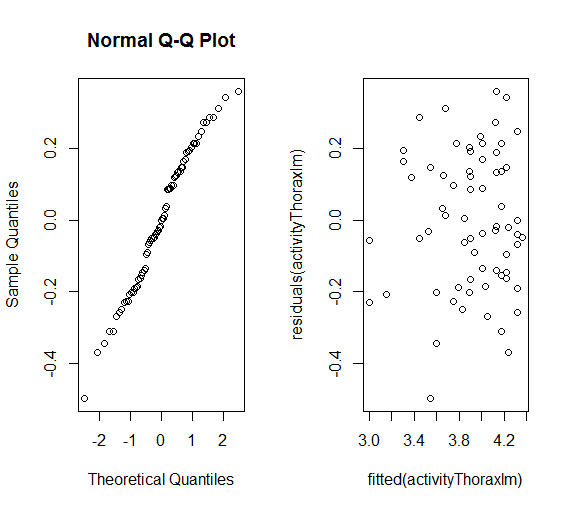 Normal Q-Q Plot
Sample Quantiles
-0.4 -0.2 0.0 0.2
-2 -1 0 1 2
Theoretical Quantiles
residuals(activityThoraxlm)
-0.4 -0.2 0.0 0.2
3.0 3.4 3.8 4.2
fitted(activityThoraxlm)